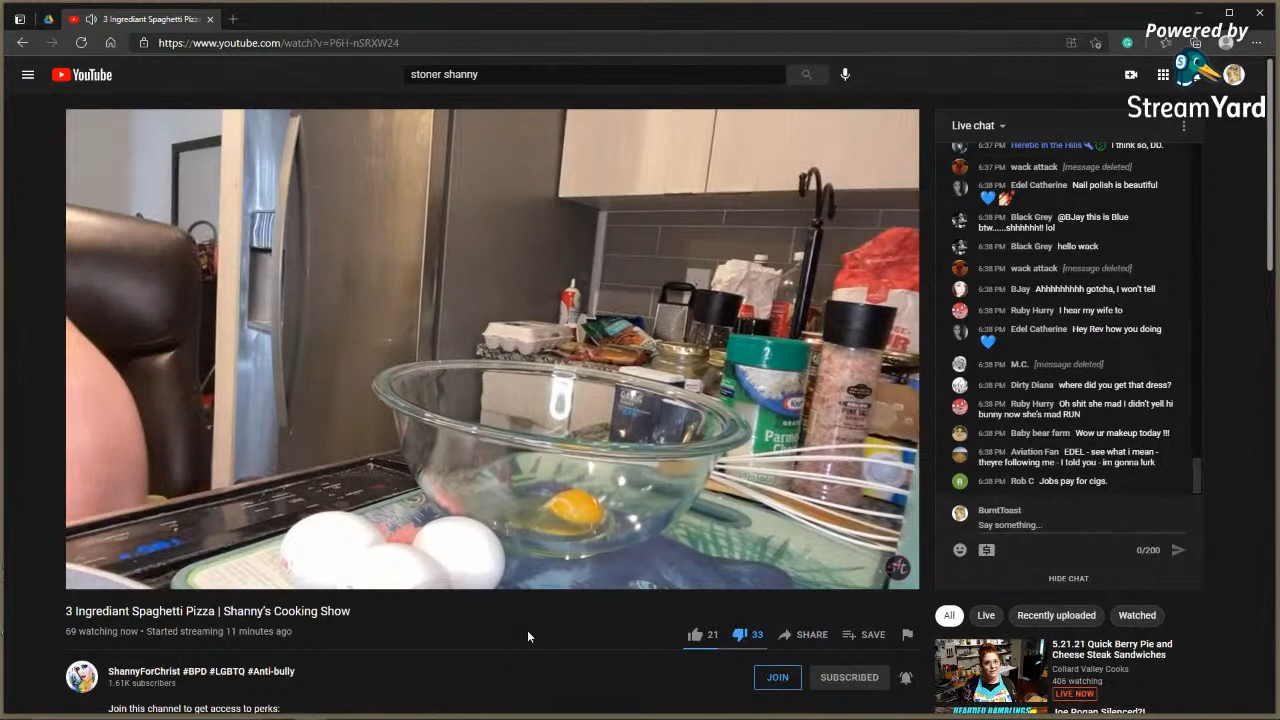 3 Ingredient Spaghetti Pizza
https://www.youtube.com/watch?v=P6H-nSRXW24
Powered by
StreamYard
YouTube
stoner shanny
Live chat
6:37 PM Heretic in the Hills I think so, DD.
6:37 PM wack attack [message deleted]
6:38 PM Edel Catherine Nail polish is beautiful
6:38 PM Black Grey @BJay this is Blue
btw......shhhhhh!! lol
6:38 PM Black Grey hello wack
6:38 PM wack attack [message deleted]
6:38 PM BJay Ahhhhhhhhh gotcha, I won't tell
6:38 PM Ruby Hurry I hear my wife to
6:38 PM Edel Catherine Hey Rev how you doing
6:38 PM M.C. [message deleted]
6:38 PM Dirty Diana where did you get that dress?
6:38 PM Ruby Hurry Oh shit she mad I didn't yell hi
bunny now she's mad RUN
6:38 PM Baby bear farm Wow ur makeup today !!!
6:38 PM Aviation Fan EDEL - see what i mean -
theyre following me - I told you - im gonna lurk
R 6:38 PM Rob C Jobs pay for cigs.
BurntToast
Say something...
0/200
HIDE CHAT
Kraft
PINK SALT
3 Ingrediant Spaghetti Pizza | Shanny's Cooking Show
69 watching now • Started streaming 11 minutes ago
21 33 SHARE SAVE
ShannyForChrist #BPD #LGBTQ #Anti-bully
1.61K subscribers
JOIN SUBSCRIBED
Join this channel to get access to perks:
All Live Recently uploaded Watched
5.21.21 Quick Berry Pie and
Cheese Steak Sandwiches
Collard Valley Cooks
406 watching
LIVE NOW
BEARDED RAMBLINGS
Joe Rogan Silenced?!